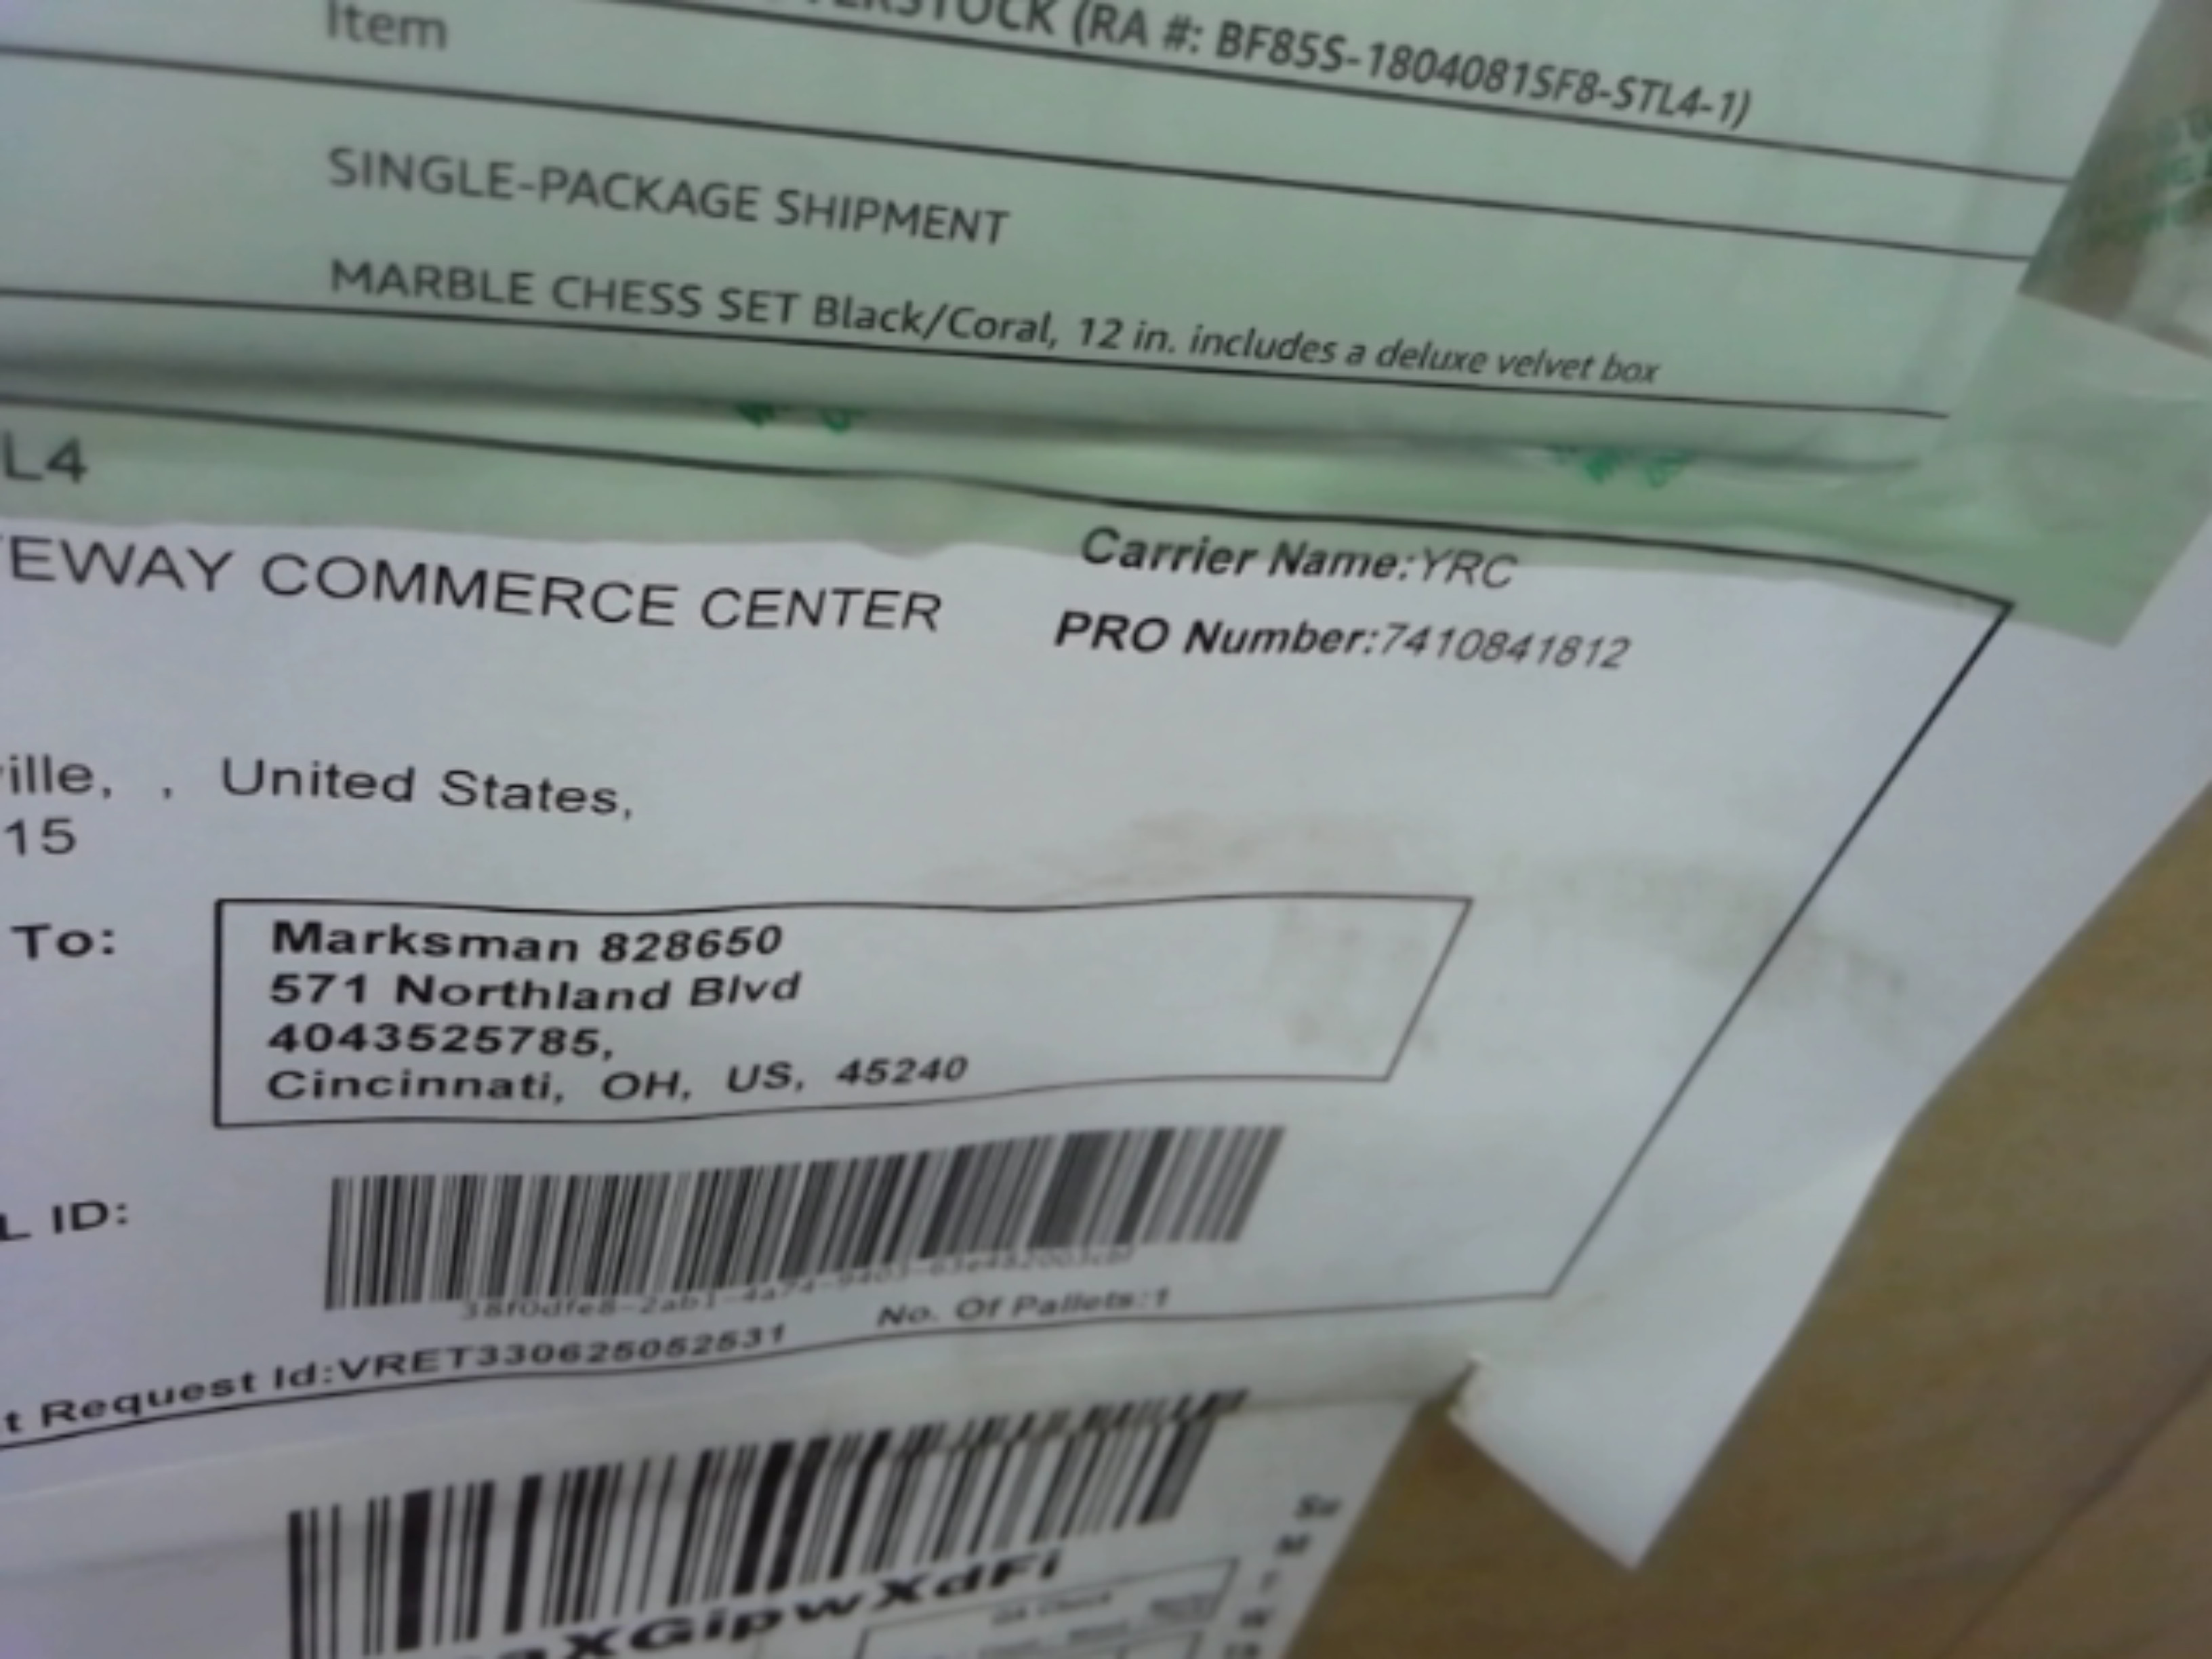 Item
(RA #: BF85S-1804081SF8-STL4-1)
SINGLE-PACKAGE SHIPMENT
MARBLE CHESS SET Black/Coral, 12 in. includes a deluxe velvet box
L4
EWAY COMMERCE CENTER
Carrier Name:YRC
PRO Number:7410841812
ville, , United States,
15
To:
Marksman 828650
571 Northland Blvd
4043525785,
Cincinnati, OH, US, 45240
L ID:
No. Of Pallets:1
t Request Id:VRET330625052531
XGipwXdFi